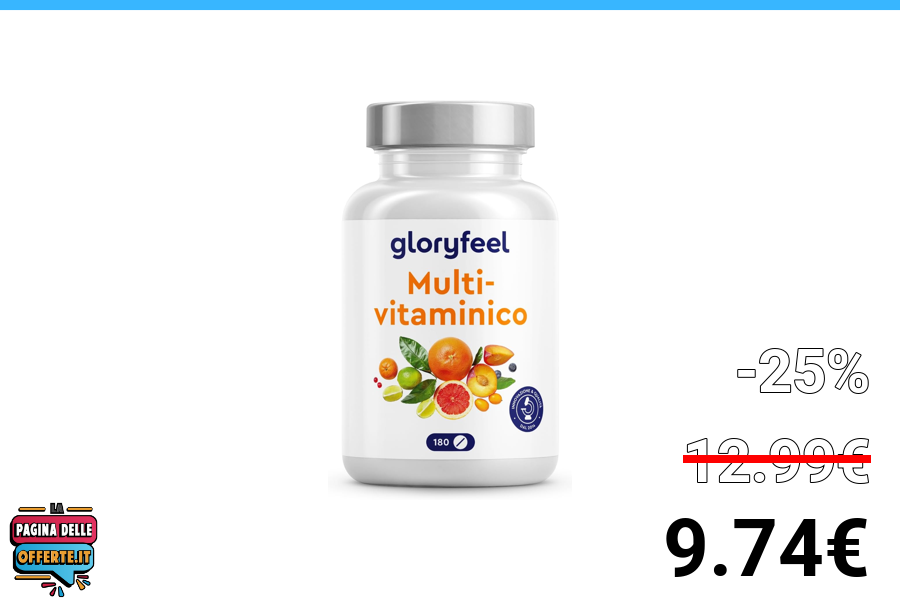 gloryfeel
Multi-
vitaminico
180
-25%
12.99€
9.74€
LA
PAGINA DELLE
OFFERTE.IT